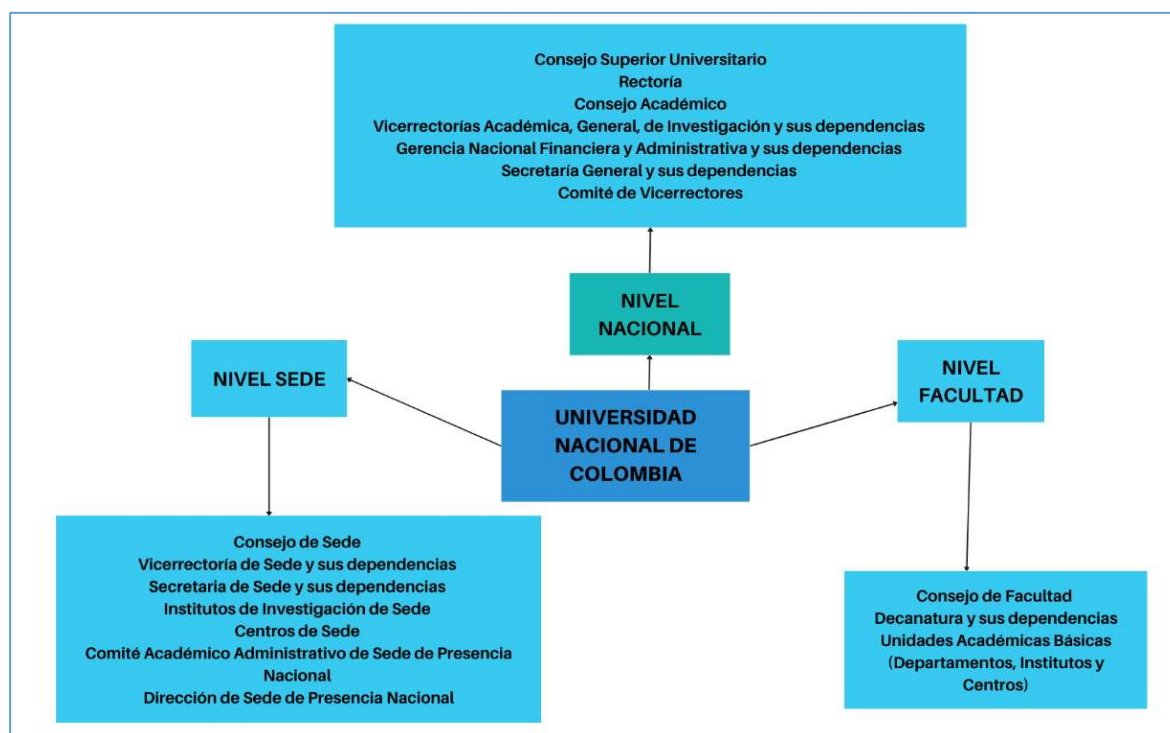 Consejo Superior Universitario
Rectoría
Consejo Académico
Vicerrectorías Académica, General, de Investigación y sus dependencias
Gerencia Nacional Financiera y Administrativa y sus dependencias
Secretaría General y sus dependencias
Comité de Vicerrectores
NIVEL
NACIONAL
NIVEL SEDE
NIVEL
FACULTAD
UNIVERSIDAD
NACIONAL DE
COLOMBIA
Consejo de Sede
Vicerrectoría de Sede y sus dependencias
Secretaria de Sede y sus dependencias
Institutos de Investigación de Sede
Centros de Sede
Comité Académico Administrativo de Sede de Presencia
Nacional
Dirección de Sede de Presencia Nacional
Consejo de Facultad
Decanatura y sus dependencias
Unidades Académicas Básicas
(Departamentos, Institutos y
Centros)